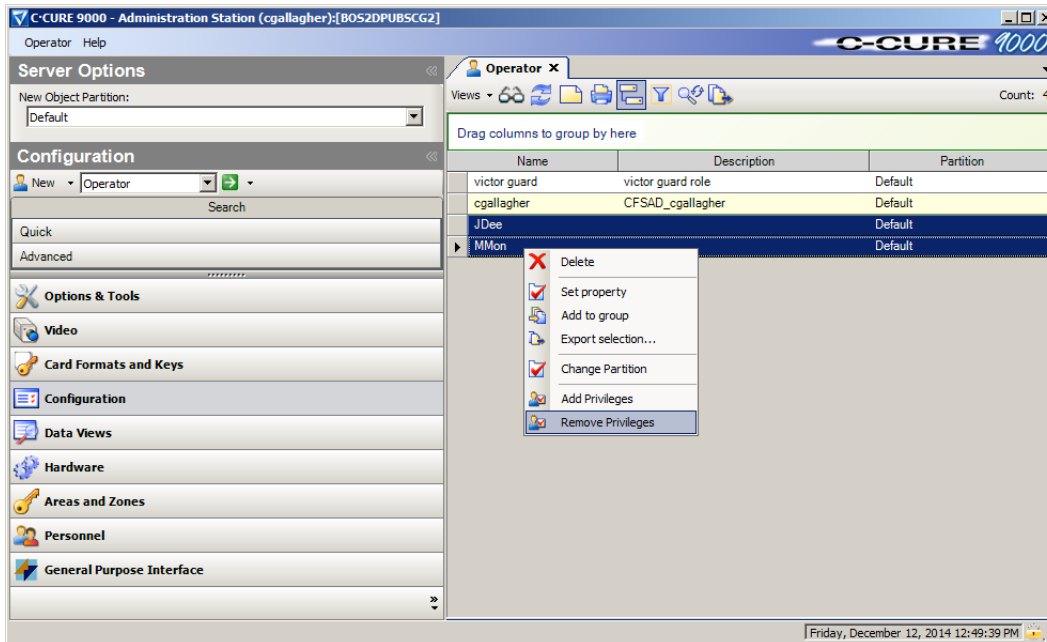 C•CURE 9000 - Administration Station (cgallagher):[BOS2DPUBSCG2]
Operator Help
C-CURE 9000
Server Options
New Object Partition:
Default
Configuration
New Operator
Search
Quick
Advanced
Options & Tools
Video
Card Formats and Keys
Configuration
Data Views
Hardware
Areas and Zones
Personnel
General Purpose Interface
Operator X
Views Count: 4
Drag columns to group by here
Name Description Partition
victor guard victor guard role Default
cgallagher CFSAD_cgallagher Default
JDee Default
MMon Default
Delete
Set property
Add to group
Export selection...
Change Partition
Add Privileges
Remove Privileges
Friday, December 12, 2014 12:49:39 PM